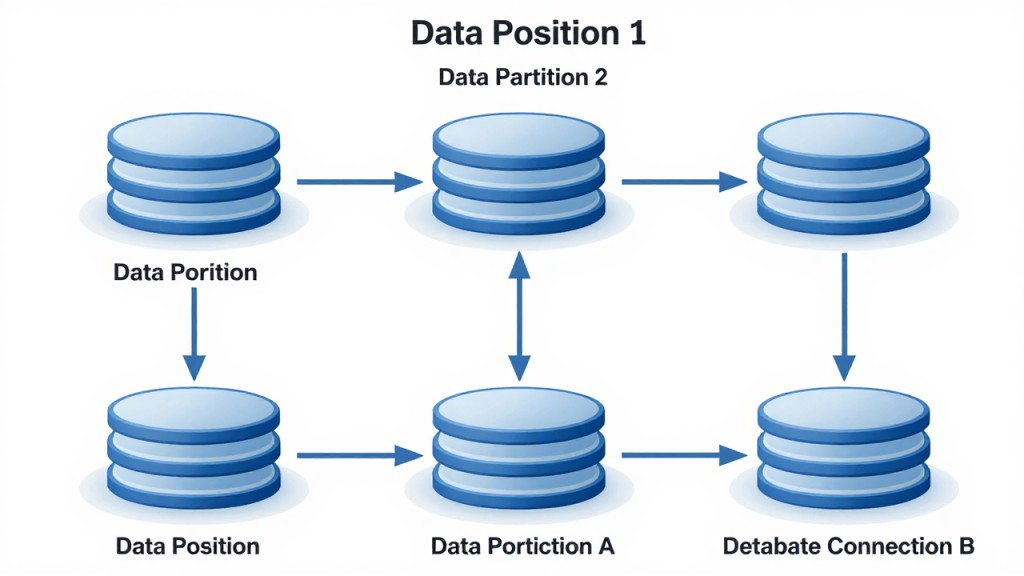 Data Position 1
Data Partition 2
Data Porition
Data Position
Data Portiction A
Detabate Connection B